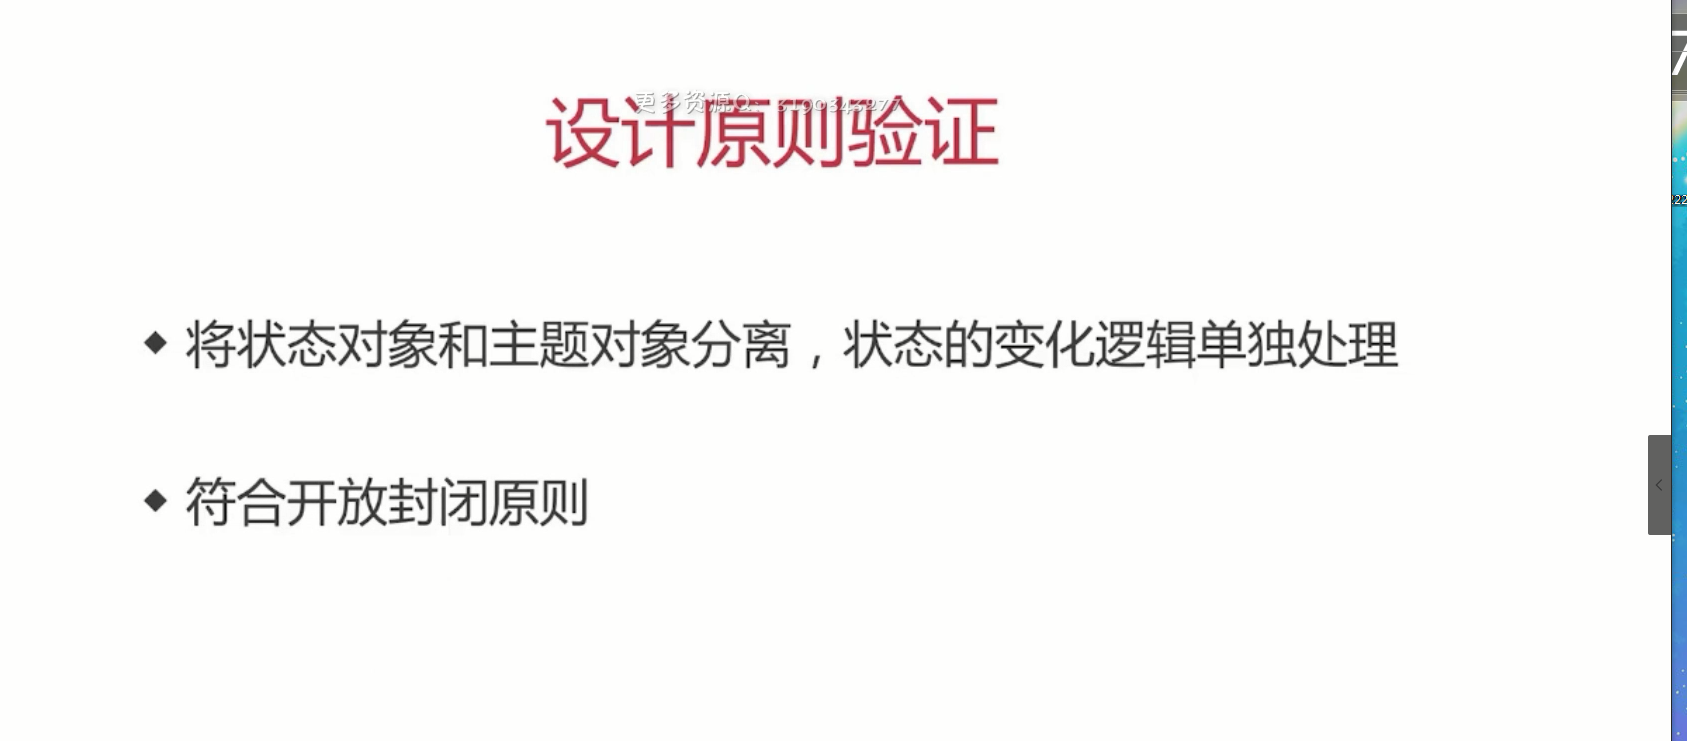 更多资源Q: 3190343277
设计原则验证
◆ 将状态对象和主题对象分离，状态的变化逻辑单独处理
◆ 符合开放封闭原则
22